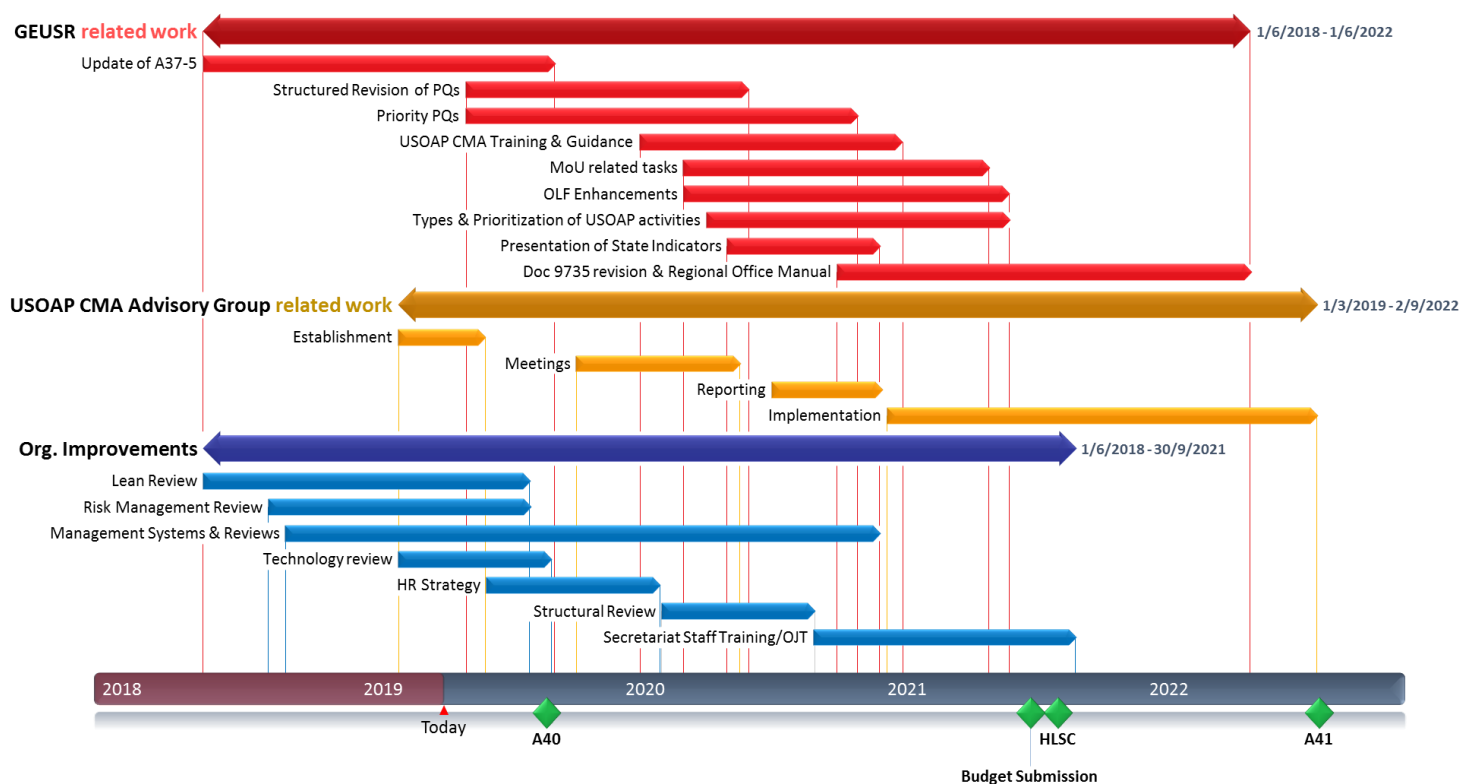 GEUSR related work
1/6/2018 - 1/6/2022
Update of A37-5
Structured Revision of PQs
Priority PQs
USOAP CMA Training & Guidance
MoU related tasks
OLF Enhancements
Types & Prioritization of USOAP activities
Presentation of State Indicators
Doc 9735 revision & Regional Office Manual
USOAP CMA Advisory Group related work
1/3/2019 - 2/9/2022
Establishment
Meetings
Reporting
Implementation
Org. Improvements
1/6/2018 - 30/9/2021
Lean Review
Risk Management Review
Management Systems & Reviews
Technology review
HR Strategy
Structural Review
Secretariat Staff Training/OJT
2018 2019 2020 2021 2022
Today
A40
HLSC
A41
Budget Submission